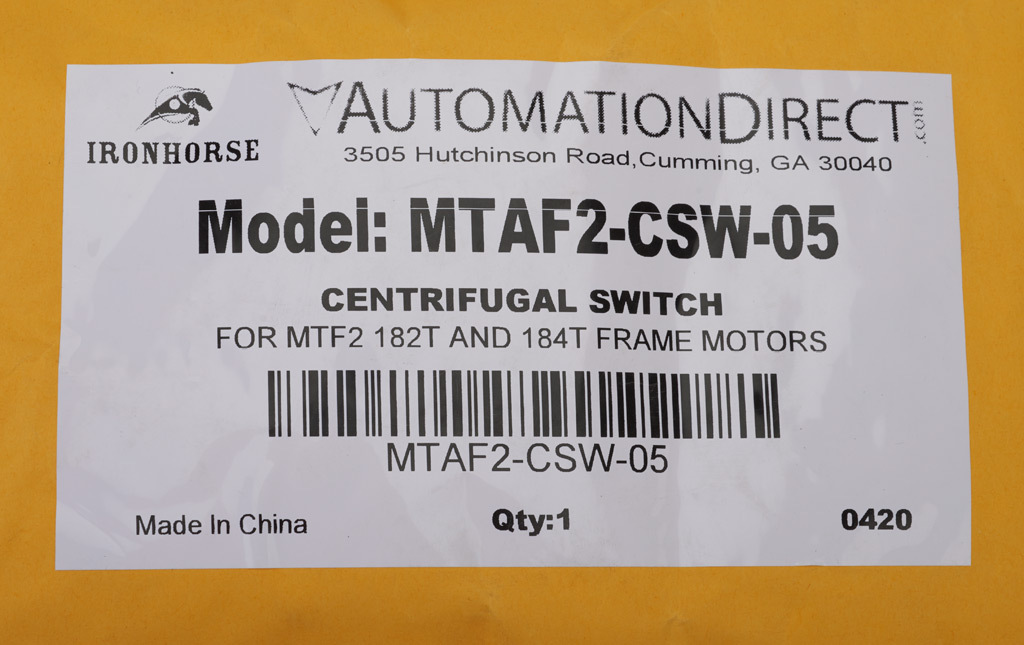 IRONHORSE
AUTOMATIONDIRECT.com
3505 Hutchinson Road,Cumming, GA 30040
Model: MTAF2-CSW-05
CENTRIFUGAL SWITCH
FOR MTF2 182T AND 184T FRAME MOTORS
MTAF2-CSW-05
Made In China Qty:1 0420